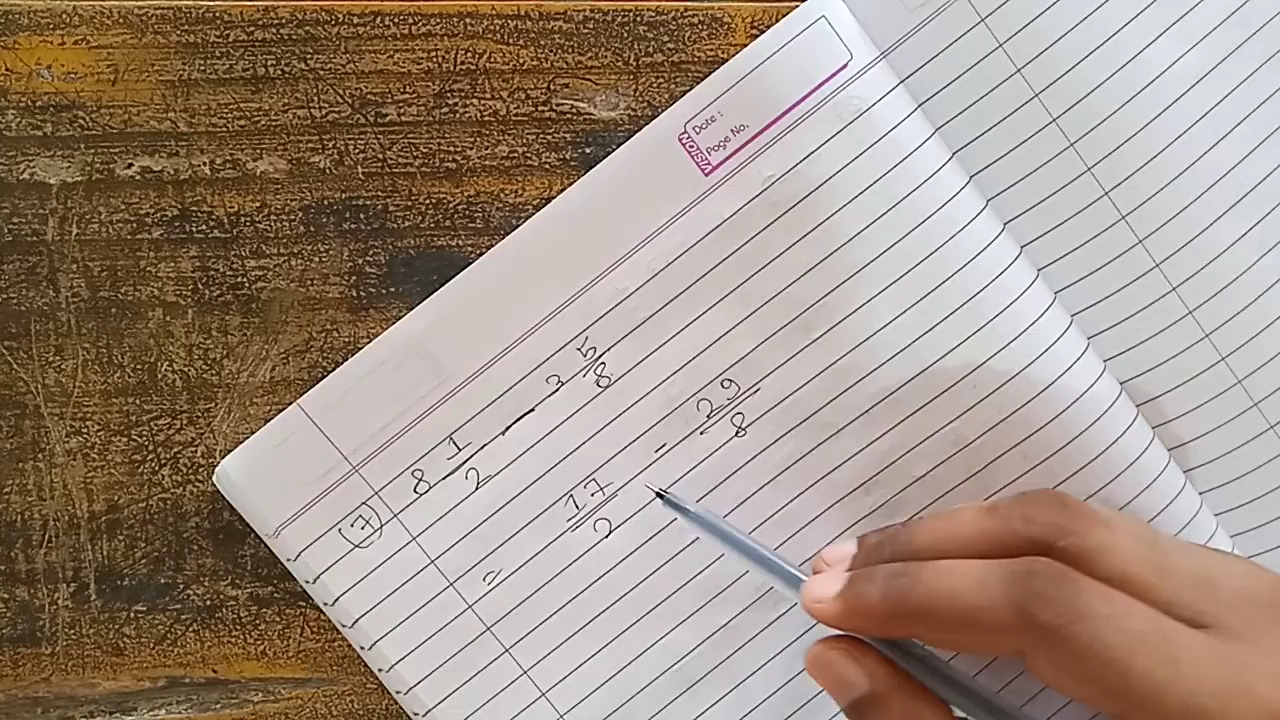 VISION
Date :
Page No.
(7) 8 1/2 - 3 5/8
= 17/2 - 29/8